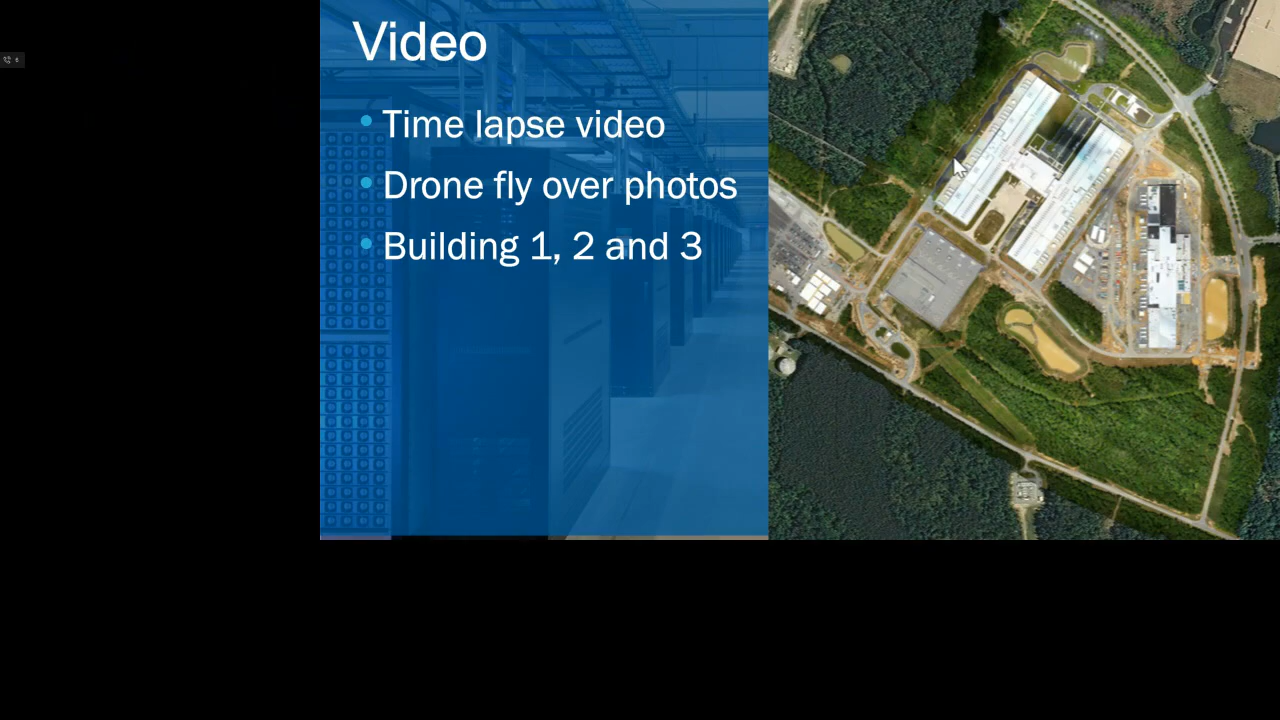 Video
• Time lapse video
• Drone fly over photos
• Building 1, 2 and 3